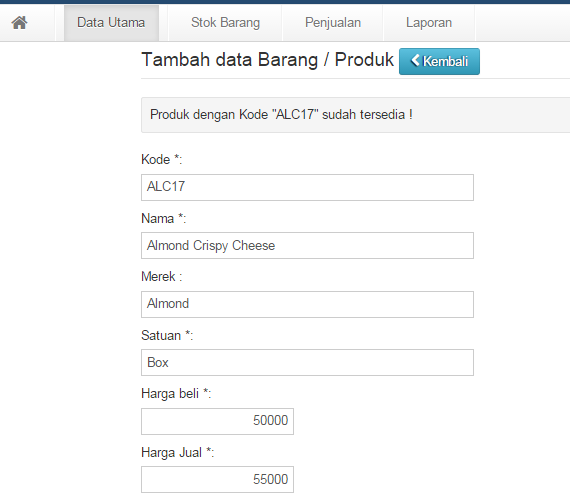 Data Utama Stok Barang Penjualan Laporan
Tambah data Barang / Produk Kembali
Produk dengan Kode "ALC17" sudah tersedia !
Kode *:
ALC17
Nama *:
Almond Crispy Cheese
Merek :
Almond
Satuan *:
Box
Harga beli *:
50000
Harga Jual *:
55000